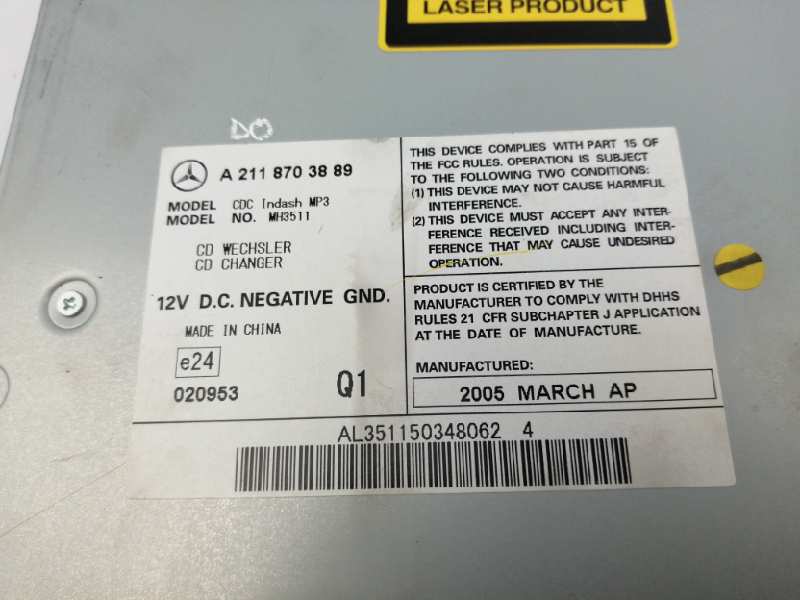 LASER PRODUCT
A 211 870 38 89
MODEL CDC Indash MP3
MODEL NO. MH3511
CD WECHSLER
CD CHANGER
12V D.C. NEGATIVE GND.
MADE IN CHINA
e24
020953
Q1
THIS DEVICE COMPLIES WITH PART 15 OF
THE FCC RULES. OPERATION IS SUBJECT
TO THE FOLLOWING TWO CONDITIONS:
(1) THIS DEVICE MAY NOT CAUSE HARMFUL
INTERFERENCE.
(2) THIS DEVICE MUST ACCEPT ANY INTER-
FERENCE RECEIVED INCLUDING INTER-
FERENCE THAT MAY CAUSE UNDESIRED
OPERATION.
PRODUCT IS CERTIFIED BY THE
MANUFACTURER TO COMPLY WITH DHHS
RULES 21 CFR SUBCHAPTER J APPLICATION
AT THE DATE OF MANUFACTURE.
MANUFACTURED:
2005 MARCH AP
AL351150348062 4